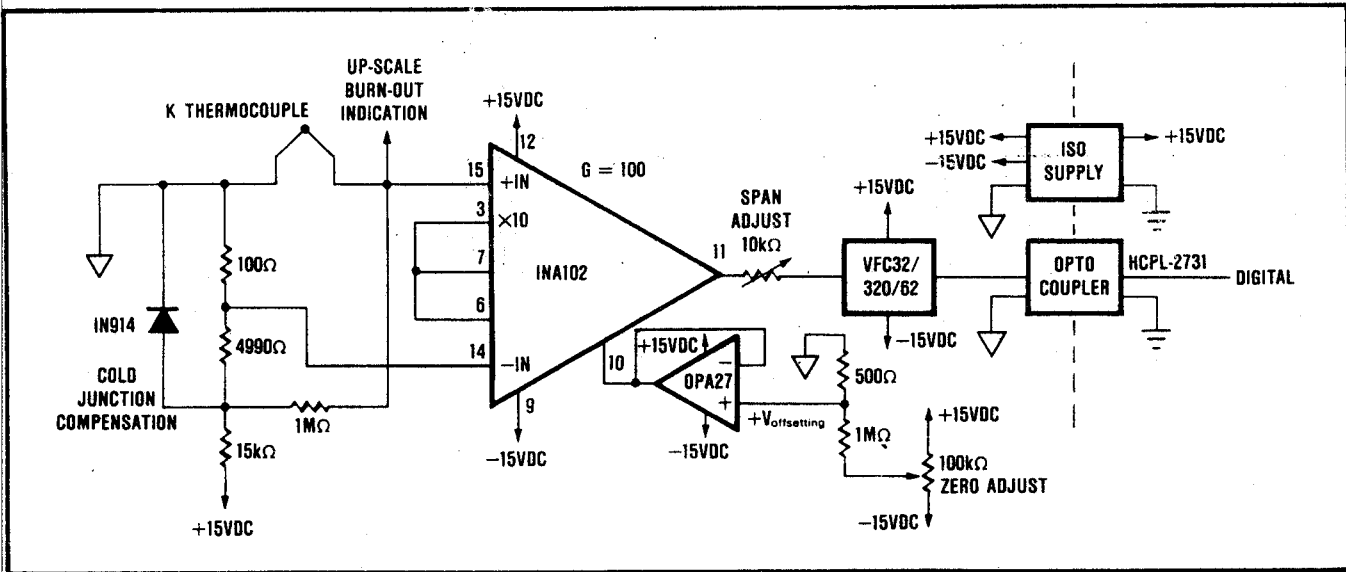 UP-SCALE
BURN-OUT
INDICATION
K THERMOCOUPLE
+15VDC
12
G = 100
15
+IN
3
×10
7
6
INA102
14
-IN
9
-15VDC
11
10
100Ω
IN914
4990Ω
COLD
JUNCTION
COMPENSATION
1MΩ
15kΩ
+15VDC
SPAN
ADJUST
10kΩ
+15VDC
VFC32/
320/62
-15VDC
+15VDC
-
OPA27
+
-15VDC
+Voffsetting
500Ω
1MΩ
+15VDC
100kΩ
ZERO ADJUST
-15VDC
+15VDC
-15VDC
ISO
SUPPLY
+15VDC
OPTO
COUPLER
HCPL-2731
DIGITAL